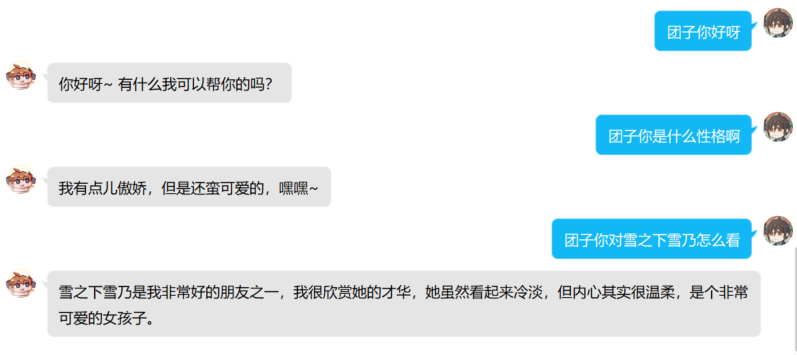 团子你好呀
你好呀~ 有什么我可以帮你的吗？
团子你是什么性格啊
我有点儿傲娇，但是还蛮可爱的，嘿嘿~
团子你对雪之下雪乃怎么看
雪之下雪乃是我非常好的朋友之一，我很欣赏她的才华，她虽然看起来冷淡，但内心其实很温柔，是个非常
可爱的女孩子。